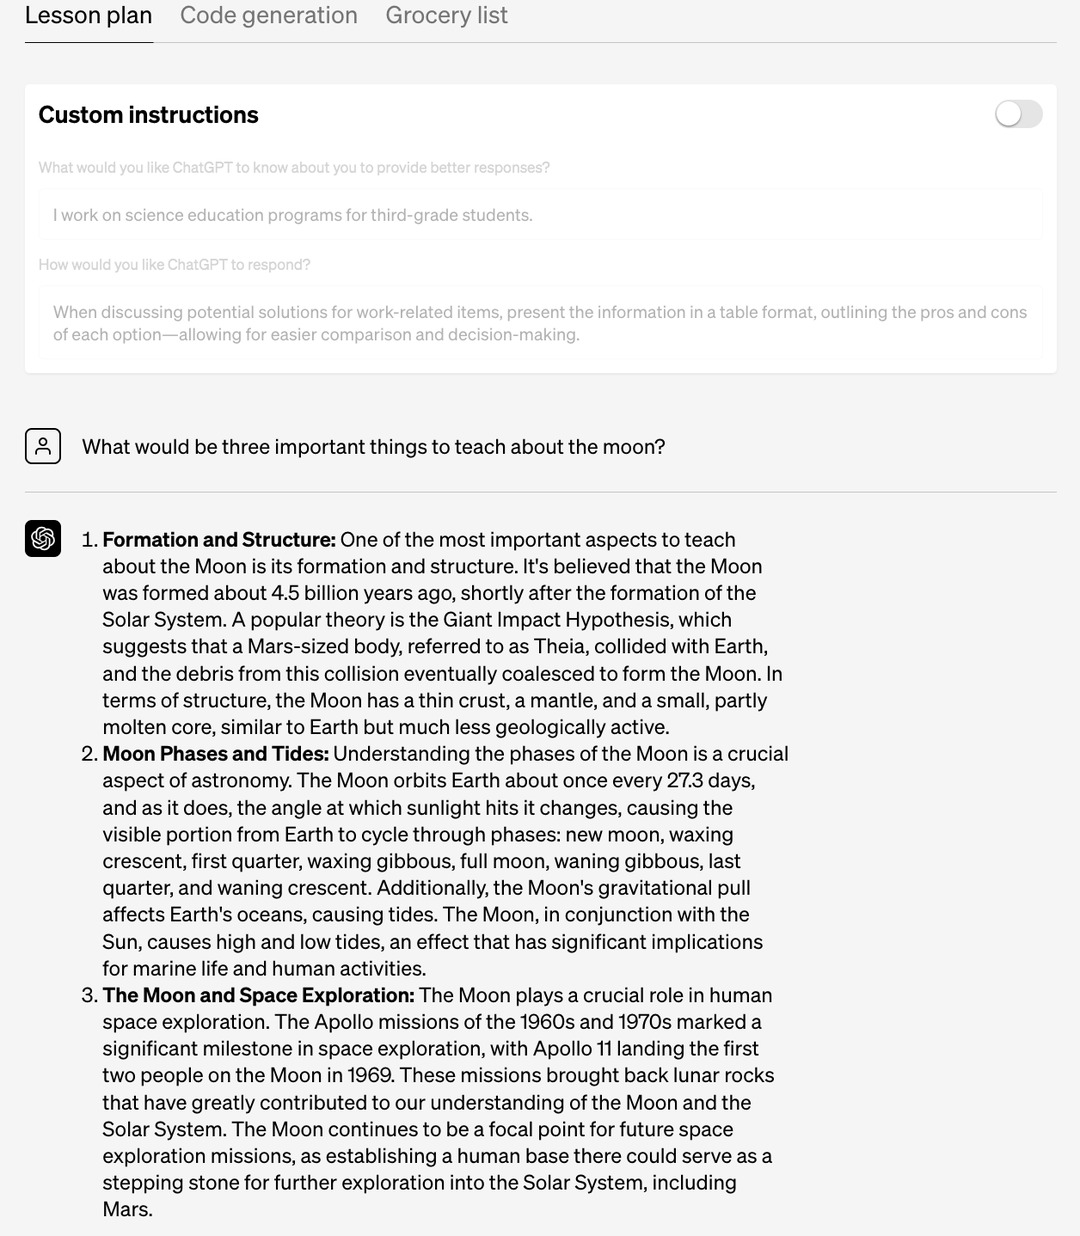 Lesson plan Code generation Grocery list
Custom instructions
What would you like ChatGPT to know about you to provide better responses?
I work on science education programs for third-grade students.
How would you like ChatGPT to respond?
When discussing potential solutions for work-related items, present the information in a table format, outlining the pros and cons
of each option—allowing for easier comparison and decision-making.
What would be three important things to teach about the moon?
1. Formation and Structure: One of the most important aspects to teach
about the Moon is its formation and structure. It's believed that the Moon
was formed about 4.5 billion years ago, shortly after the formation of the
Solar System. A popular theory is the Giant Impact Hypothesis, which
suggests that a Mars-sized body, referred to as Theia, collided with Earth,
and the debris from this collision eventually coalesced to form the Moon. In
terms of structure, the Moon has a thin crust, a mantle, and a small, partly
molten core, similar to Earth but much less geologically active.
2. Moon Phases and Tides: Understanding the phases of the Moon is a crucial
aspect of astronomy. The Moon orbits Earth about once every 27.3 days,
and as it does, the angle at which sunlight hits it changes, causing the
visible portion from Earth to cycle through phases: new moon, waxing
crescent, first quarter, waxing gibbous, full moon, waning gibbous, last
quarter, and waning crescent. Additionally, the Moon's gravitational pull
affects Earth's oceans, causing tides. The Moon, in conjunction with the
Sun, causes high and low tides, an effect that has significant implications
for marine life and human activities.
3. The Moon and Space Exploration: The Moon plays a crucial role in human
space exploration. The Apollo missions of the 1960s and 1970s marked a
significant milestone in space exploration, with Apollo 11 landing the first
two people on the Moon in 1969. These missions brought back lunar rocks
that have greatly contributed to our understanding of the Moon and the
Solar System. The Moon continues to be a focal point for future space
exploration missions, as establishing a human base there could serve as a
stepping stone for further exploration into the Solar System, including
Mars.